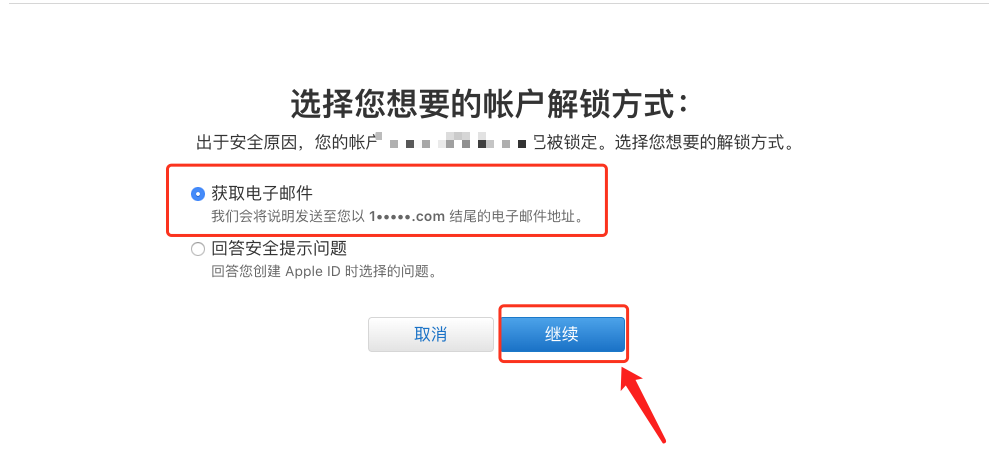 选择您想要的帐户解锁方式：
出于安全原因，您的帐户 已被锁定。选择您想要的解锁方式。
获取电子邮件
我们会将说明发送至您以 1•••••.com 结尾的电子邮件地址。
回答安全提示问题
回答您创建 Apple ID 时选择的问题。
取消 继续